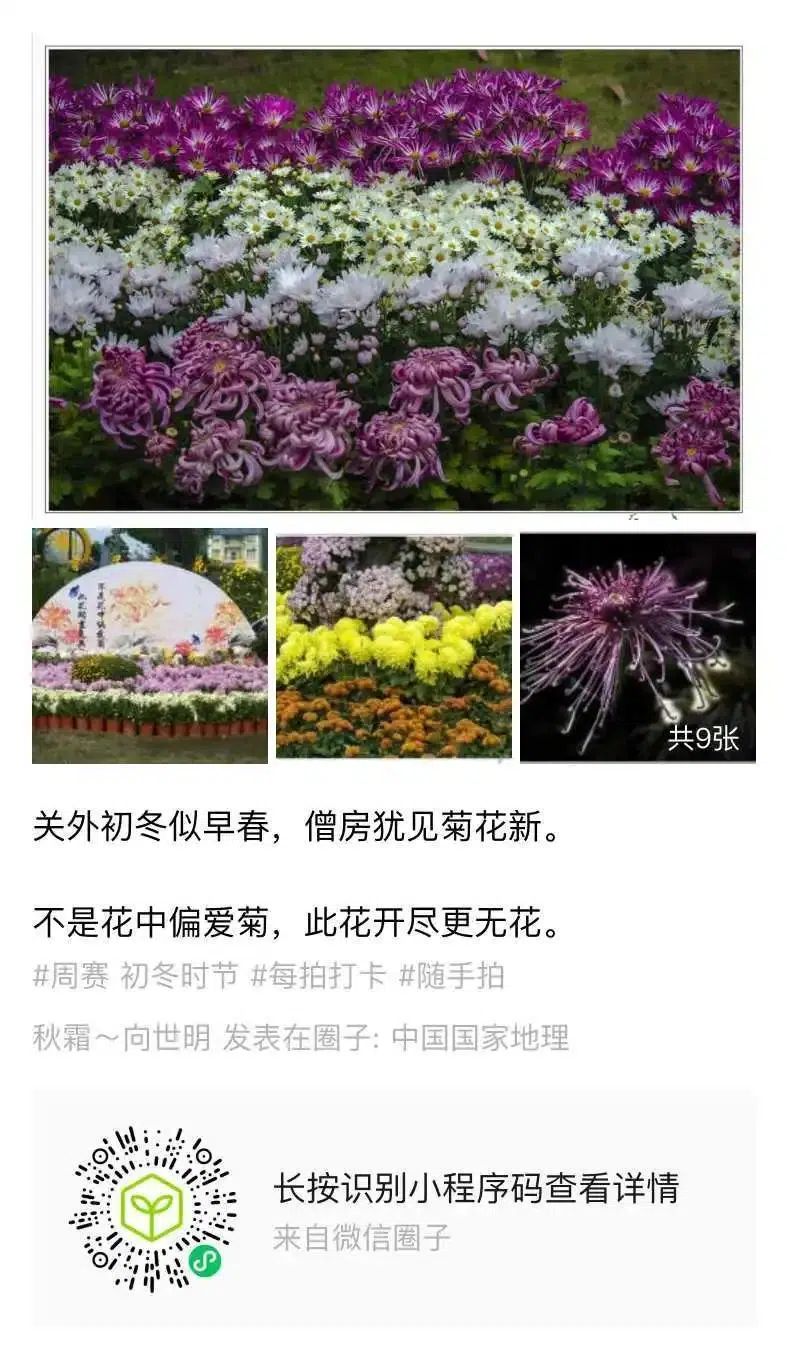 共9张
关外初冬似早春，僧房犹见菊花新。
不是花中偏爱菊，此花开尽更无花。
#周赛 初冬时节 #每拍打卡 #随手拍
秋霜～向世明 发表在圈子: 中国国家地理
长按识别小程序码查看详情
来自微信圈子